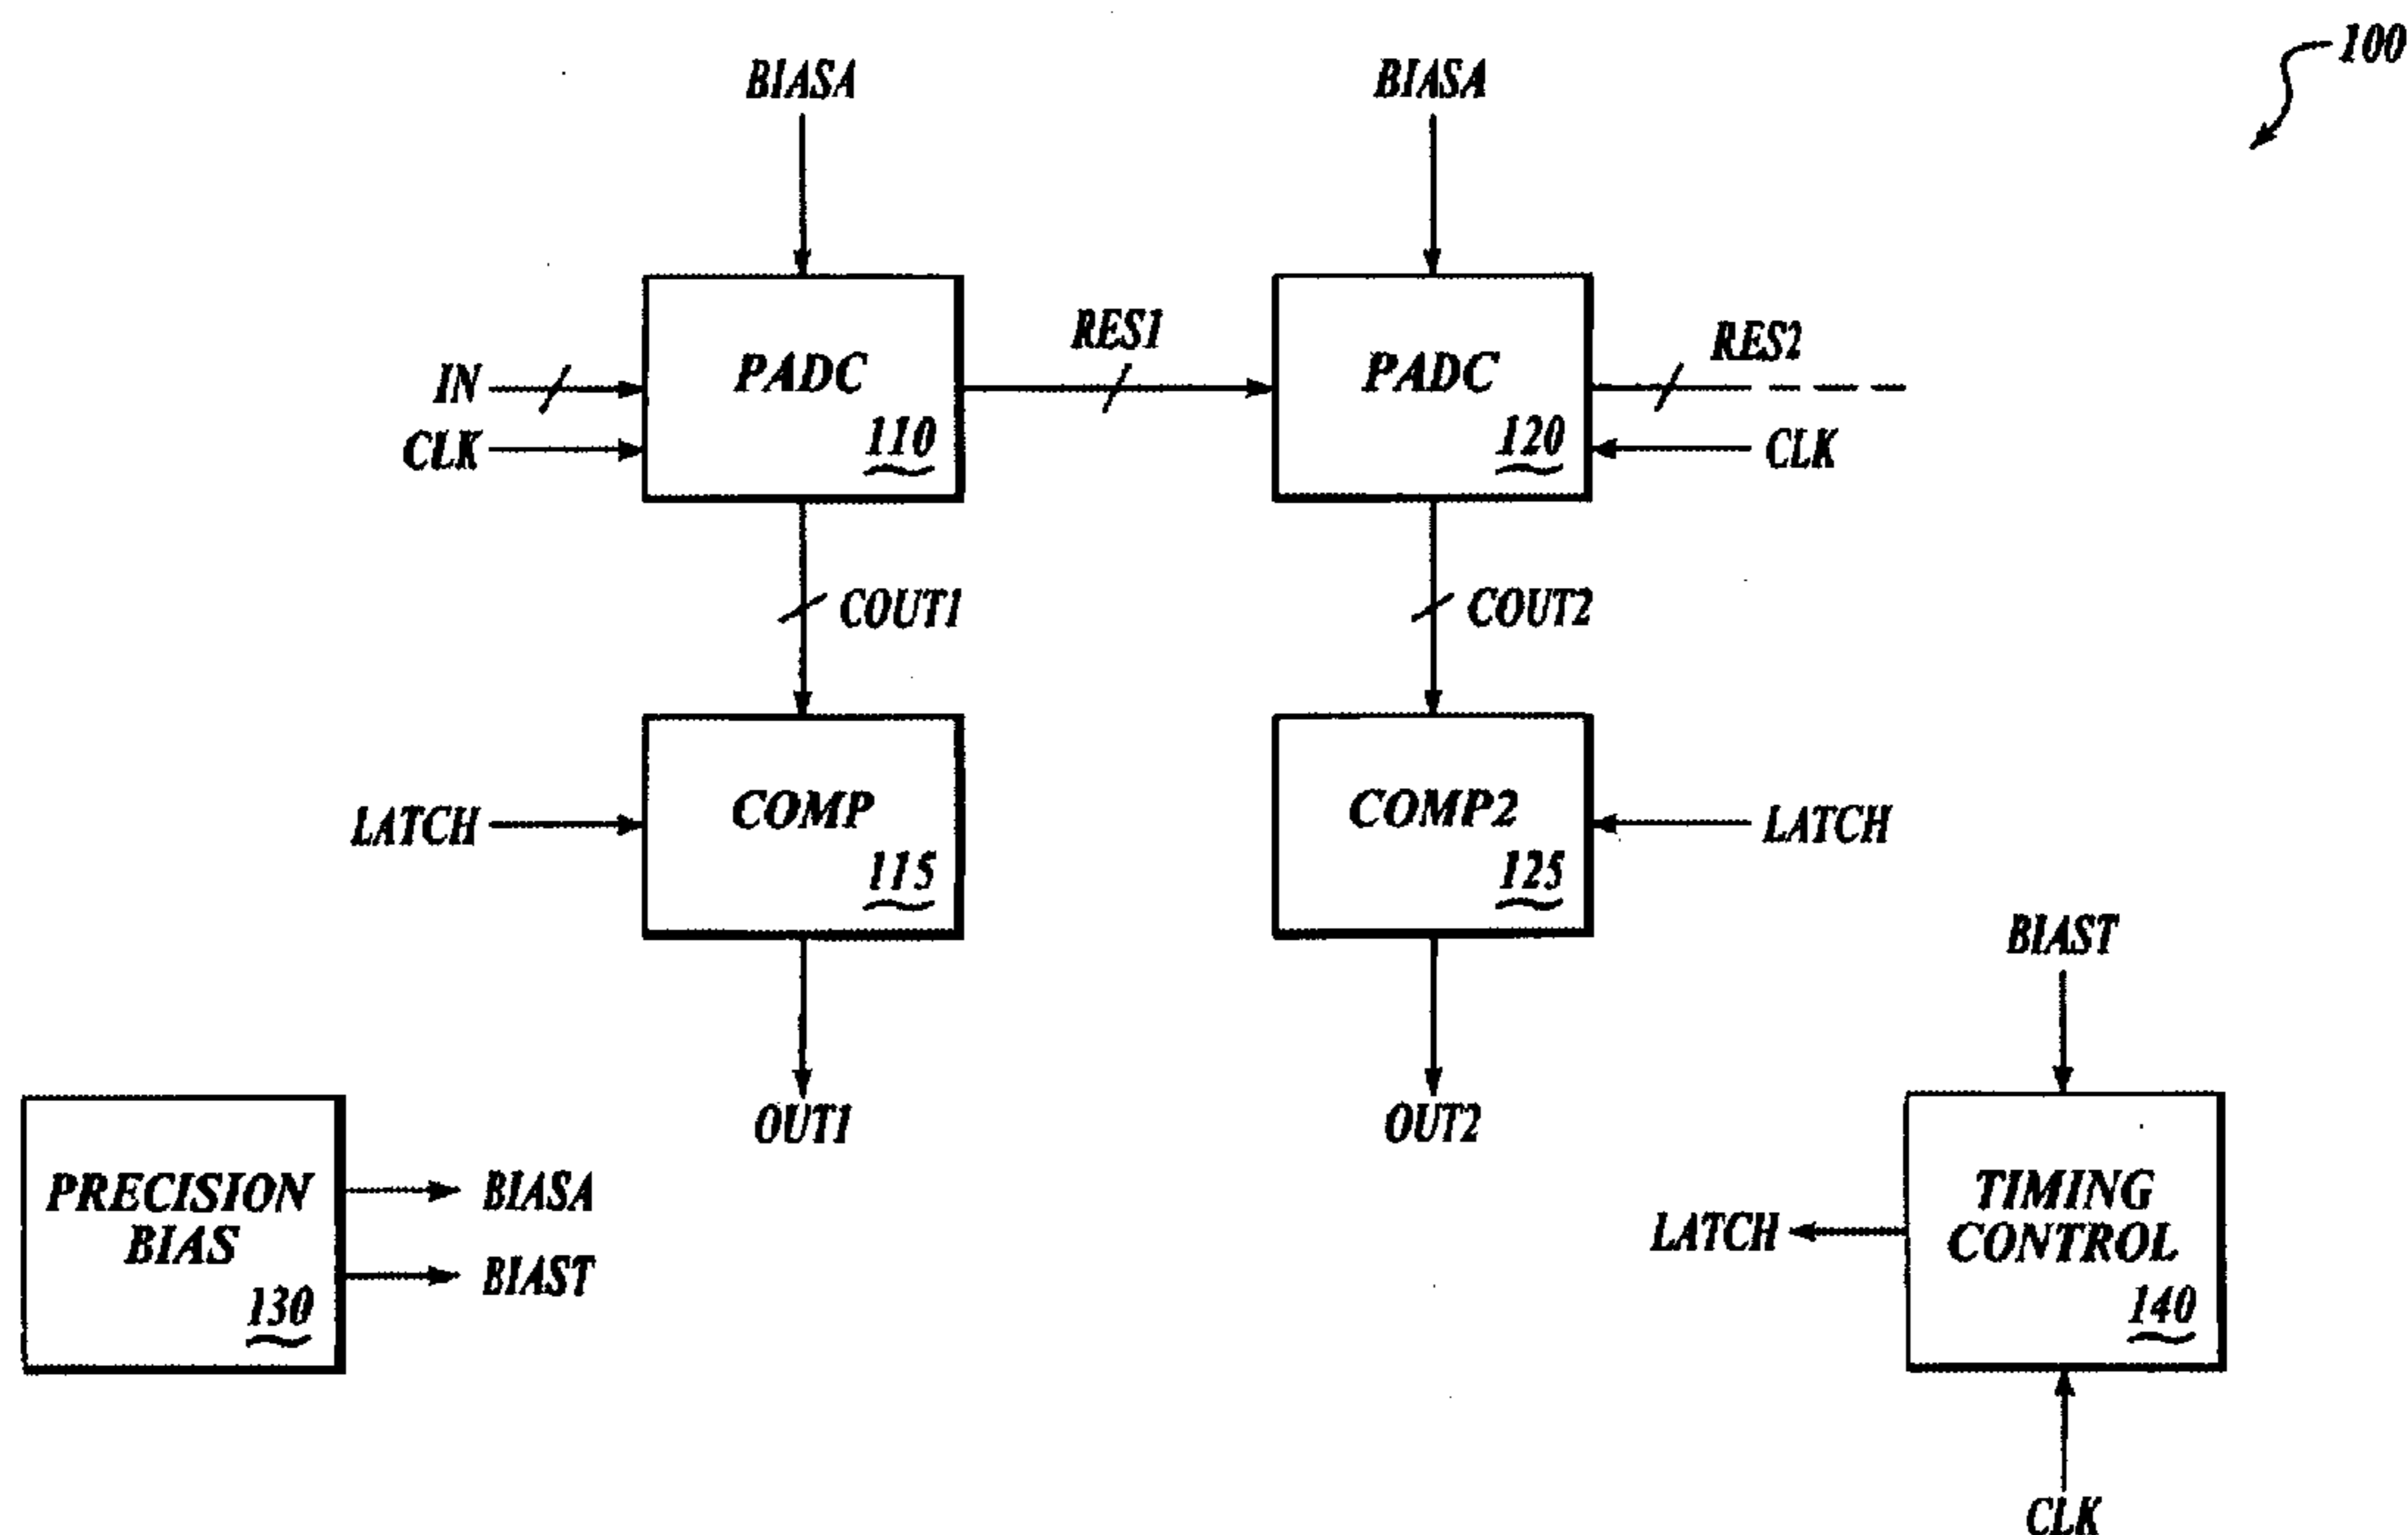 100
BIASA
BIASA
IN
CLK
PADC
110
RES1
PADC
120
RES2
CLK
COUT1
COUT2
LATCH
COMP
115
COMP2
125
LATCH
OUT1
OUT2
BIAST
PRECISION
BIAS
130
BIASA
BIAST
LATCH
TIMING
CONTROL
140
CLK